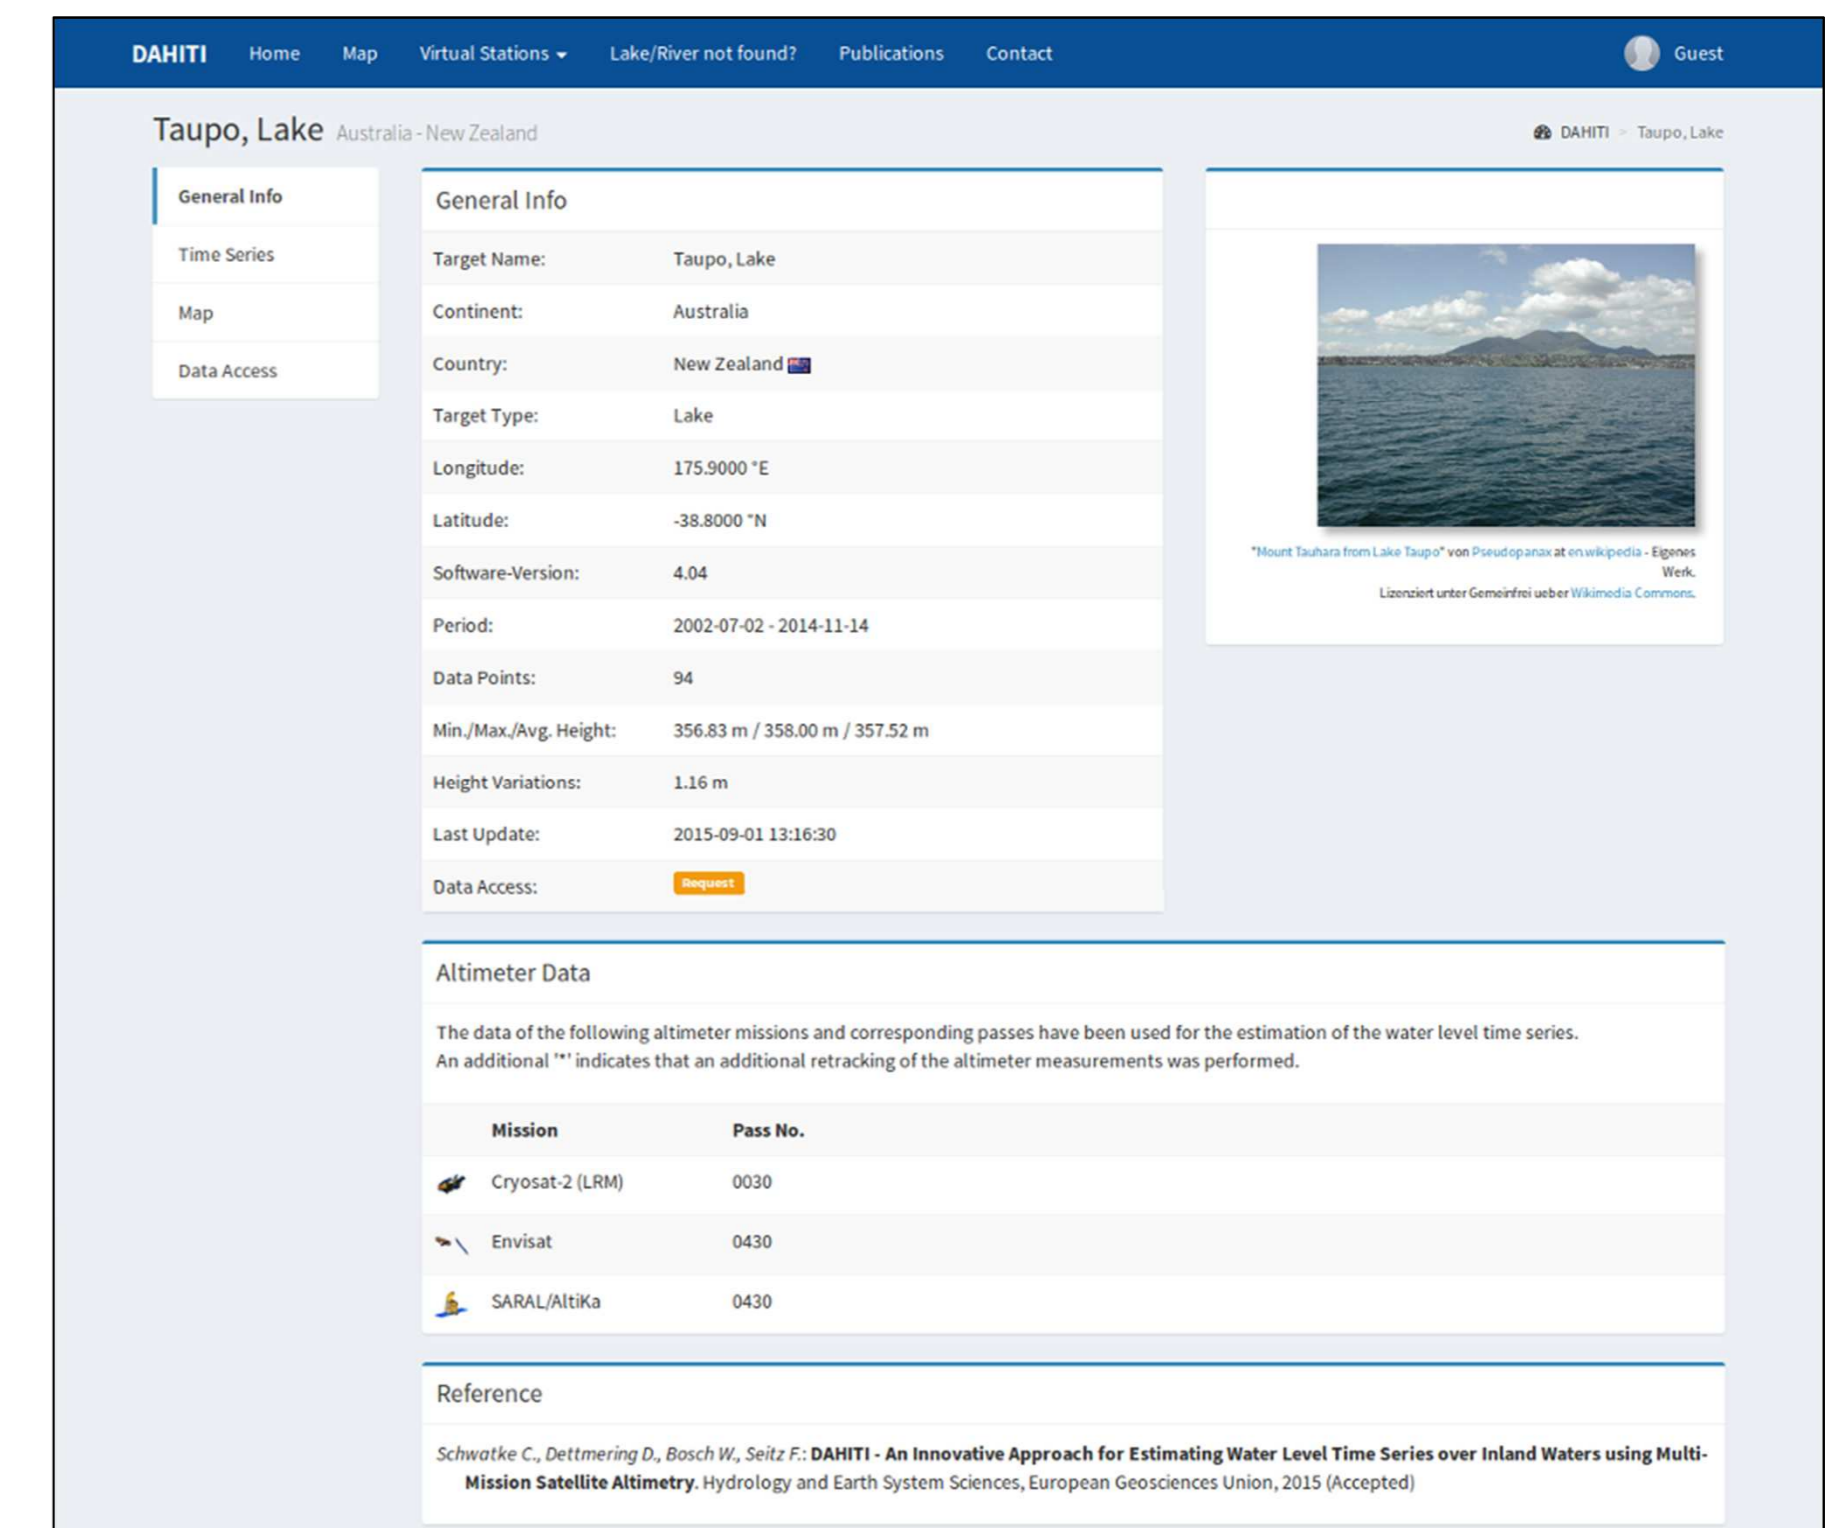 DAHITI Home Map Virtual Stations Lake/River not found? Publications Contact Guest
Taupo, Lake Australia - New Zealand
DAHITI > Taupo, Lake
General Info
Time Series
Map
Data Access
General Info
Target Name: Taupo, Lake
Continent: Australia
Country: New Zealand
Target Type: Lake
Longitude: 175.9000 °E
Latitude: -38.8000 °N
Software-Version: 4.04
Period: 2002-07-02 - 2014-11-14
Data Points: 94
Min./Max./Avg. Height: 356.83 m / 358.00 m / 357.52 m
Height Variations: 1.16 m
Last Update: 2015-09-01 13:16:30
Data Access: Request
"Mount Tauhara from Lake Taupo" von Pseudopanax at en.wikipedia - Eigenes
Werk.
Lizenziert unter Gemeinfrei ueber Wikimedia Commons.
Altimeter Data
The data of the following altimeter missions and corresponding passes have been used for the estimation of the water level time series.
An additional '*' indicates that an additional retracking of the altimeter measurements was performed.
Mission Pass No.
Cryosat-2 (LRM) 0030
Envisat 0430
SARAL/AltiKa 0430
Reference
Schwatke C., Dettmering D., Bosch W., Seitz F.: DAHITI - An Innovative Approach for Estimating Water Level Time Series over Inland Waters using Multi-
Mission Satellite Altimetry. Hydrology and Earth System Sciences, European Geosciences Union, 2015 (Accepted)